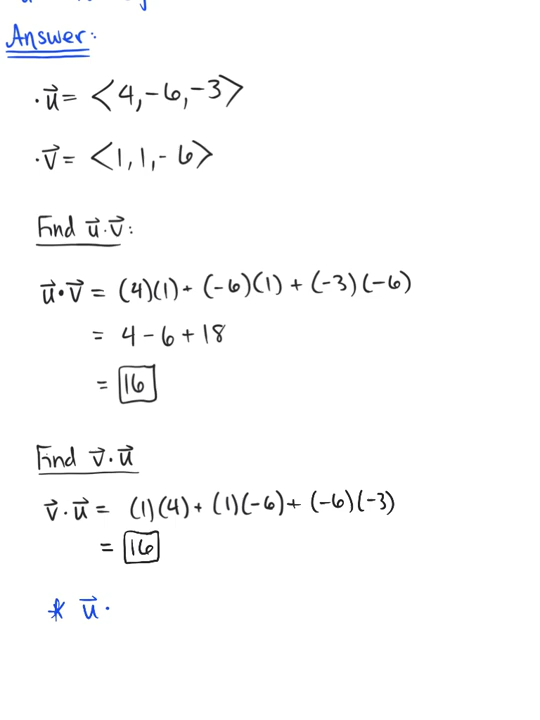 Answer:
· u⃗ = <4, -6, -3>
· v⃗ = <1, 1, -6>
Find u⃗·v⃗:
u⃗·v⃗ = (4)(1) + (-6)(1) + (-3)(-6)
= 4 - 6 + 18
= 16
Find v⃗·u⃗
v⃗·u⃗ = (1)(4) + (1)(-6) + (-6)(-3)
= 16
* u⃗·